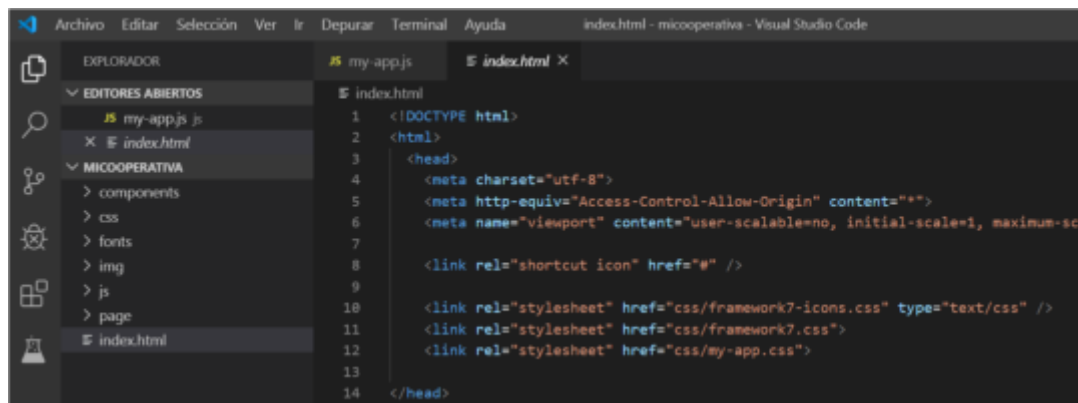 Archivo Editar Selección Ver Ir Depurar Terminal Ayuda index.html - micooperativa - Visual Studio Code
EXPLORADOR
EDITORES ABIERTOS
JS my-app.js js
index.html
MICOOPERATIVA
components
css
fonts
img
js
page
index.html
JS my-app.js index.html
index.html
1 <!DOCTYPE html>
2 <html>
3 <head>
4 <meta charset="utf-8">
5 <meta http-equiv="Access-Control-Allow-Origin" content="*">
6 <meta name="viewport" content="user-scalable=no, initial-scale=1, maximum-sc
7
8 <link rel="shortcut icon" href="#" />
9
10 <link rel="stylesheet" href="css/framework7-icons.css" type="text/css" />
11 <link rel="stylesheet" href="css/framework7.css">
12 <link rel="stylesheet" href="css/my-app.css">
13
14 </head>